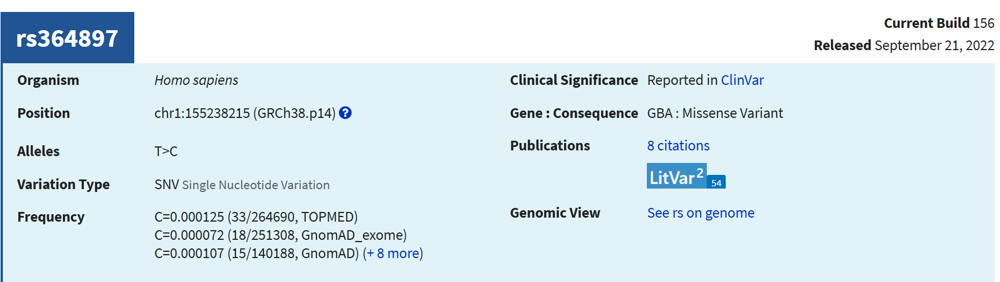 rs364897
Current Build 156
Released September 21, 2022
Organism Homo sapiens
Position chr1:155238215 (GRCh38.p14) ?
Alleles T>C
Variation Type SNV Single Nucleotide Variation
Frequency C=0.000125 (33/264690, TOPMED)
C=0.000072 (18/251308, GnomAD_exome)
C=0.000107 (15/140188, GnomAD) (+ 8 more)
Clinical Significance Reported in ClinVar
Gene : Consequence GBA : Missense Variant
Publications 8 citations
LitVar² 54
Genomic View See rs on genome